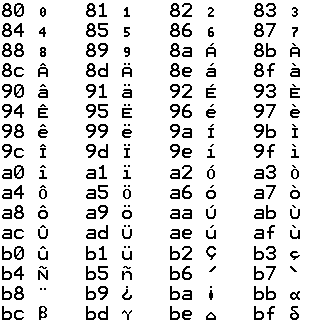 80 0 81 1 82 2 83 3
84 4 85 5 86 6 87 7
88 8 89 9 8a Á 8b À
8c Â 8d Ä 8e á 8f à
90 â 91 ä 92 É 93 È
94 Ê 95 Ë 96 é 97 è
98 ê 99 ë 9a Í 9b Ì
9c Î 9d Ï 9e í 9f ì
a0 î a1 ï a2 Ó a3 Ò
a4 Ô a5 Ö a6 ó a7 ò
a8 ô a9 ö aa Ú ab Ù
ac Û ad Ü ae ú af ù
b0 û b1 ü b2 Ç b3 ç
b4 Ñ b5 ñ b6 ´ b7 `
b8 ¨ b9 ¿ ba ¡ bb α
bc β bd γ be △ bf δ